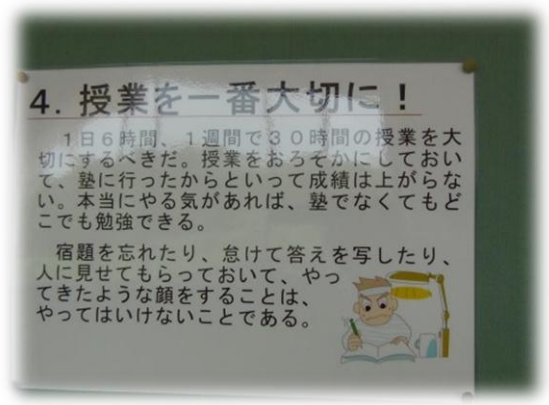 4. 授業を一番大切に！
１日６時間、１週間で３０時間の授業を大
切にするべきだ。授業をおろそかにしておい
て、塾に行ったからといって成績は上がらな
い。本当にやる気があれば、塾でなくてもど
こでも勉強できる。
宿題を忘れたり、怠けて答えを写したり、
人に見せてもらっておいて、やっ
てきたような顔をすることは、
やってはいけないことである。